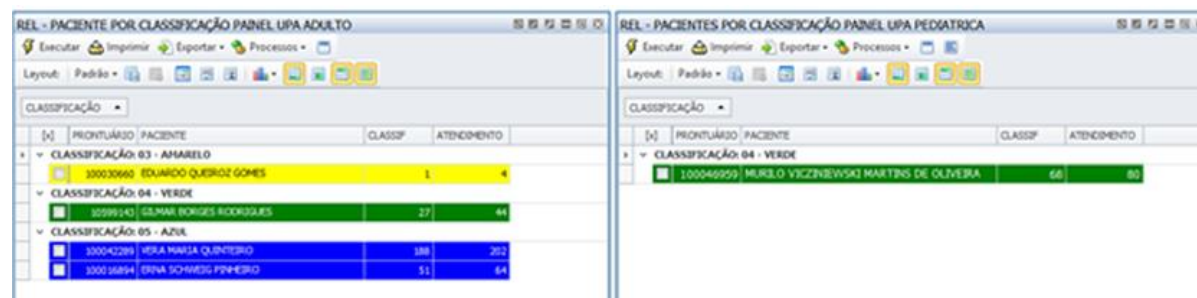 REL - PACIENTE POR CLASSIFICAÇÃO PAINEL UPA ADULTO
Executar Imprimir Exportar Processos
Layout: Padrão
CLASSIFICAÇÃO
[x] PRONTUÁRIO PACIENTE CLASSIF ATENDIMENTO
CLASSIFICAÇÃO: 03 - AMARELO
100030660 EDUARDO QUEIROZ GOMES 1 4
CLASSIFICAÇÃO: 04 - VERDE
10599143 GILMAR BORGES RODRIGUES 27 44
CLASSIFICAÇÃO: 05 - AZUL
100042289 VERA MARIA QUINTEIRO 188 202
100016894 ERNA SCHWEIG PINHEIRO 51 64
REL - PACIENTES POR CLASSIFICAÇÃO PAINEL UPA PEDIATRICA
Executar Imprimir Exportar Processos
Layout: Padrão
CLASSIFICAÇÃO
[x] PRONTUÁRIO PACIENTE CLASSIF ATENDIMENTO
CLASSIFICAÇÃO: 04 - VERDE
100046959 MURILO VICZINIEWSKI MARTINS DE OLIVEIRA 68 80